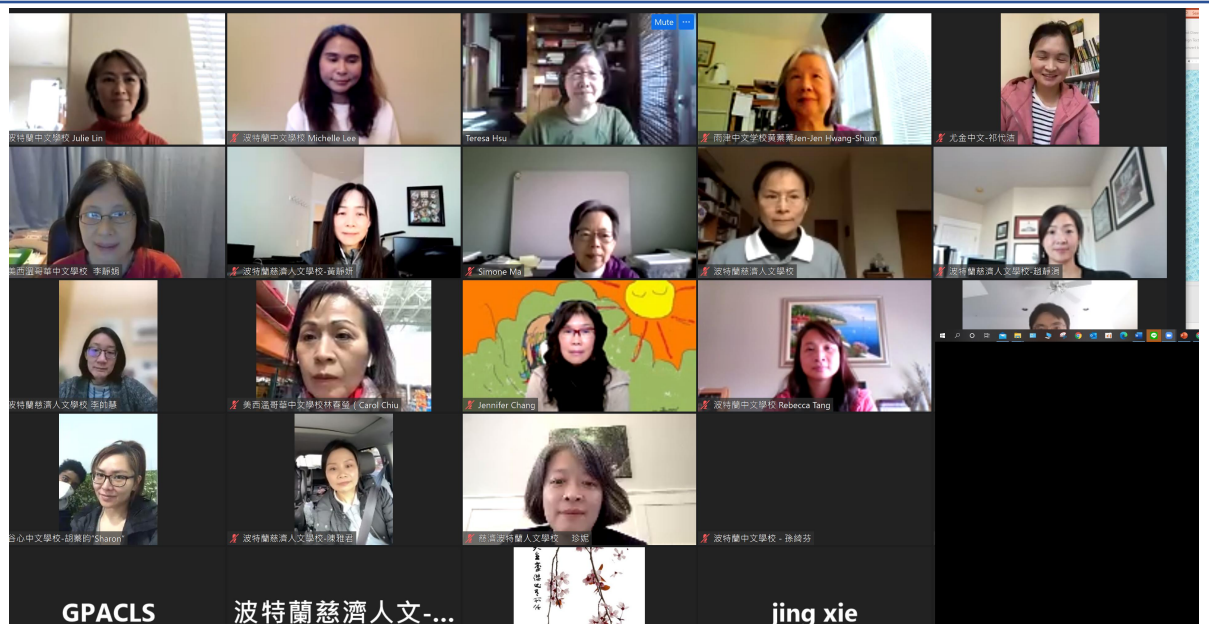 Mute
波特蘭中文學校 Julie Lin
波特蘭中文學校 Michelle Lee
Teresa Hsu
雨津中文学校黄蓁蓁Jen-Jen Hwang-Shum
尤金中文-祁代洁
美西溫哥華中文學校 李靜娟
波特蘭慈濟人文學校-黃靜妍
Simone Ma
波特蘭慈濟人文學校
波特蘭慈濟人文學校-趙靜涓
波特蘭慈濟人文學校-李帥慧
美西溫哥華中文學校林春瑩 ( Carol Chiu
Jennifer Chang
波特蘭中文學校 Rebecca Tang
谷心中文學校-胡蓁昀"Sharon"
波特蘭慈濟人文學校-陳雅君
慈濟波特蘭人文學校 珍妮
波特蘭中文學校 - 孫綺芬
GPACLS
波特蘭慈濟人文-...
jing xie